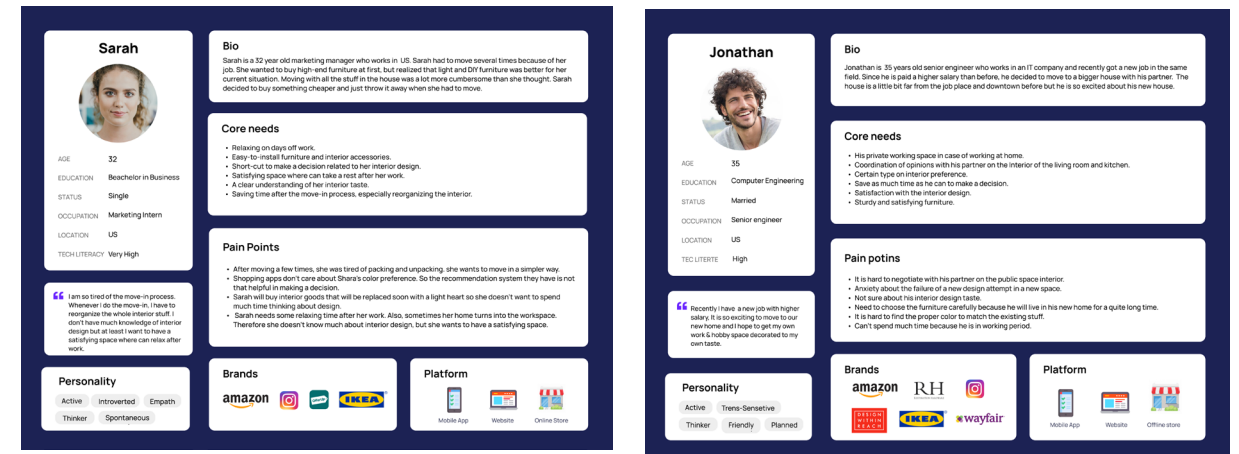 Sarah
AGE 32
EDUCATION Beachelor in Business
STATUS Single
OCCUPATION Marketing Intern
LOCATION US
TECH LITERACY Very High
I am so tired of the move-in process.
Whenever I do the move-in. I have to
reorganize the whole interior stuff. I
don't have much knowledge of interior
design but at least I want to have a
satisfying space where can relax after
work.
Personality
Active Introverted Empath
Thinker Spontaneous
Bio
Sarah is a 32 year old marketing manager who works in US. Sarah had to move several times because of her
job. She wanted to buy high-end furniture at first, but realized that light and DIY furniture was better for her
current situation. Moving with all the stuff in the house was a lot more cumbersome than she thought. Sarah
decided to buy something cheaper and just throw it away when she had to move.
Core needs
• Relaxing on days off work.
• Easy-to-install furniture and interior accessories.
• Short-cut to make a decision related to her interior design.
• Satisfying space where can take a rest after her work.
• A clear understanding of her interior taste.
• Saving time after the move-in process, especially reorganizing the interior.
Pain Points
• After moving a few times, she was tired of packing and unpacking, she wants to move in a simpler way.
• Shopping apps don't care about Shara's color preference. So the recommendation system they have is not
that helpful in making a decision.
• Sarah will buy interior goods that will be replaced soon with a light heart so she doesn't want to spend
much time thinking about design.
• Sarah needs some relaxing time after her work. Also, sometimes her home turns into the workspace.
Therefore she doesn't know much about interior design, but she wants to have a satisfying space.
Brands
amazon
IKEA
Platform
Mobile App Website Online Store
Jonathan
AGE 35
EDUCATION Computer Engineering
STATUS Married
OCCUPATION Senior engineer
LOCATION US
TEC LITERTE High
Recently I have a new job with higher
salary, It is so exciting to move to our
new home and I hope to get my own
work & hobby space decorated to my
own taste.
Personality
Active Trens-Sensetive
Thinker Friendly Planned
Bio
Jonathan is 35 years old senior engineer who works in an IT company and recently got a new job in the same
field. Since he is paid a higher salary than before, he decided to move to a bigger house with his partner. The
house is a little bit far from the job place and downtown before but he is so excited about his new house.
Core needs
• His private working space in case of working at home.
• Coordination of opinions with his partner on the Interior of the living room and kitchen.
• Certain type on interior preference.
• Save as much time as he can to make a decision.
• Satisfaction with the interior design.
• Sturdy and satisfying furniture.
Pain potins
• It is hard to negotiate with his partner on the public space interior.
• Anxiety about the failure of a new design attempt in a new space.
• Not sure about his interior design taste.
• Need to choose the furniture carefully because he will live in his new home for a quite long time.
• It is hard to find the proper color to match the existing stuff.
• Can't spend much time because he is in working period.
Brands
amazon RH
DESIGN
WITHIN
REACH
IKEA wayfair
Platform
Mobile App Website Offline store